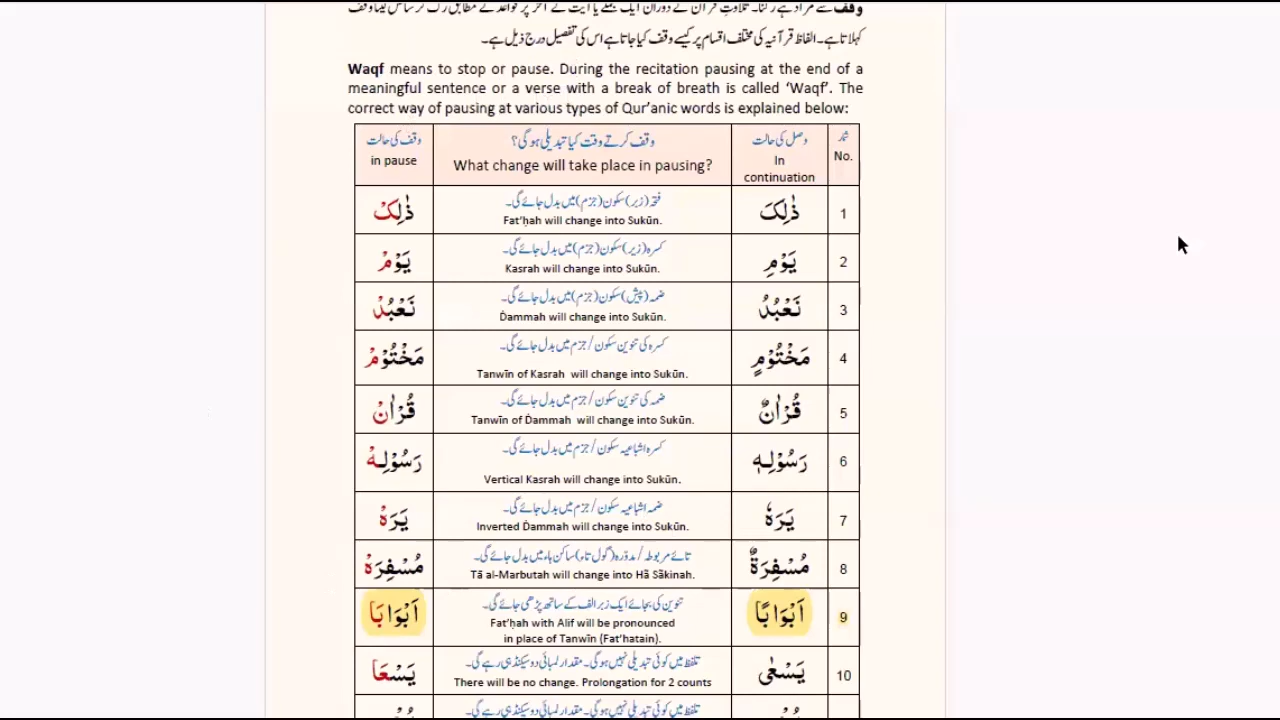 وقف سے مراد ہے رکنا۔ تلاوتِ قرآن کے دوران ایک جملے یا آیت کے آخر پر قواعد کے مطابق رک کر سانس لینا وقف
کہلاتا ہے۔ الفاظ قرآنیہ کی مختلف اقسام پر کیسے وقف کیا جاتا ہے اس کی تفصیل درج ذیل ہے۔
Waqf means to stop or pause. During the recitation pausing at the end of a
meaningful sentence or a verse with a break of breath is called ‘Waqf’. The
correct way of pausing at various types of Qur’anic words is explained below:
شمار وصل کی حالت وقف کرتے وقت کیا تبدیلی ہوگی؟ وقف کی حالت
No. In continuation What change will take place in pausing? in pause
1 ذٰلِکَ فتحہ (زبر) سکون (جزم) میں بدل جائے گی۔ ذٰلِکْ
Fat’ḥah will change into Sukūn.
2 یَوْمِ کسرہ (زیر) سکون (جزم) میں بدل جائے گی۔ یَوْمْ
Kasrah will change into Sukūn.
3 نَعْبُدُ ضمہ (پیش) سکون (جزم) میں بدل جائے گی۔ نَعْبُدْ
Ḋammah will change into Sukūn.
4 مَخْتُوْمٍ کسرہ کی تنوین سکون / جزم میں بدل جائے گی۔ مَخْتُوْمْ
Tanwīn of Kasrah will change into Sukūn.
5 قُرْاٰنٌ ضمہ کی تنوین سکون / جزم میں بدل جائے گی۔ قُرْاٰنْ
Tanwīn of Ḋammah will change into Sukūn.
6 رَسُوْلِہٖ کسرہ اشباعیہ سکون / جزم میں بدل جائے گی۔ رَسُوْلِہْ
Vertical Kasrah will change into Sukūn.
7 یَرَہٗ ضمہ اشباعیہ سکون / جزم میں بدل جائے گی۔ یَرَہْ
Inverted Ḋammah will change into Sukūn.
8 مُسْفِرَۃٌ تائے مربوطہ / مدوّرہ (گول تاء) ساکن ہاء میں بدل جائے گی۔ مُسْفِرَہْ
Tā al-Marbutah will change into Hā Sākinah.
9 اَبْوَابًا تنوین کی بجائے ایک زبر الف کے ساتھ پڑھی جائے گی۔ اَبْوَابَا
Fat’ḥah with Alif will be pronounced
in place of Tanwīn (Fat’hatain).
10 یَسْعٰی تلفظ میں کوئی تبدیلی نہیں ہوگی۔ مقدار لمبائی دو سیکنڈ ہی رہے گی۔ یَسْعَا
There will be no change. Prolongation for 2 counts
تلفظ میں کوئی تبدیلی نہیں ہوگی۔ مقدار لمبائی دو سیکنڈ ہی رہے گی۔